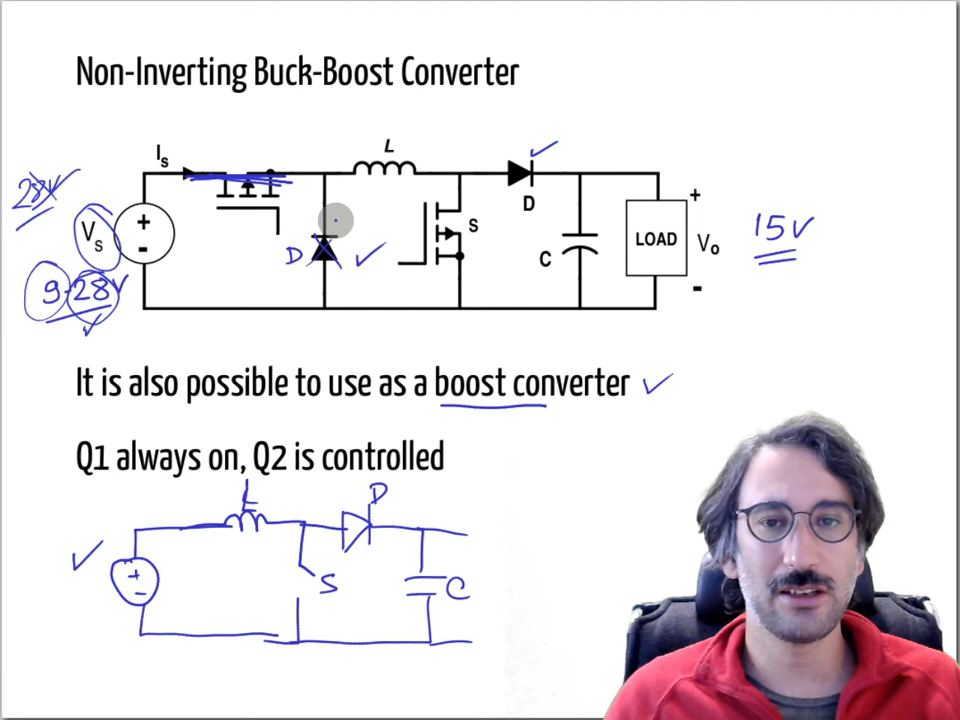 Non-Inverting Buck-Boost Converter
Is
L
28V
+
Vs
-
D
S
D
C
LOAD
+
Vo
-
15V
9-28V
It is also possible to use as a boost converter
Q1 always on, Q2 is controlled
L
D
+
-
S
C